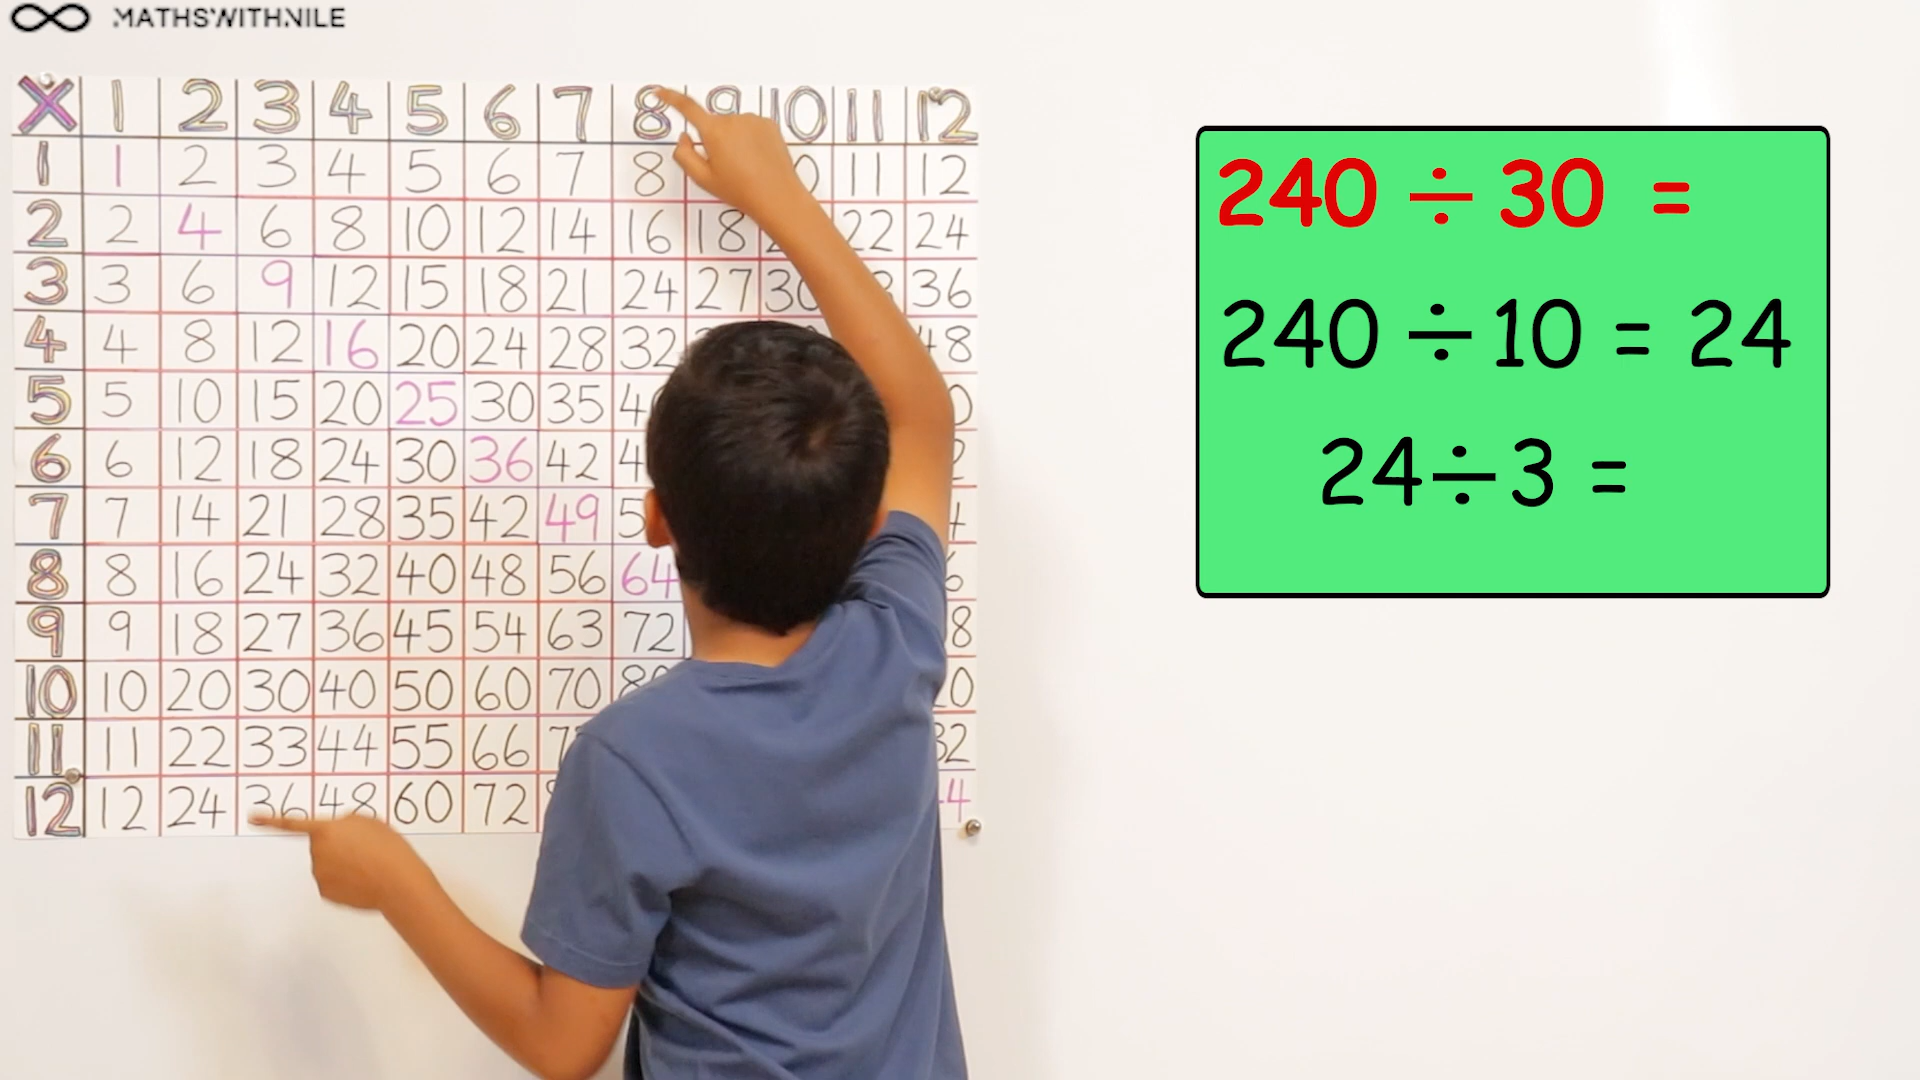 MATHSWITHNILE
X 1 2 3 4 5 6 7 8 9 10 11 12
1 1 2 3 4 5 6 7 8 11 12
2 2 4 6 8 10 12 14 16 18 22 24
3 3 6 9 12 15 18 21 24 27 30 36
4 4 8 12 16 20 24 28 32
5 5 10 15 20 25 30 35
6 6 12 18 24 30 36 42
7 7 14 21 28 35 42 49
8 8 16 24 32 40 48 56 64
9 9 18 27 36 45 54 63 72
10 10 20 30 40 50 60 70 80
11 11 22 33 44 55 66
12 12 24 36 48 60 72
240 ÷ 30 =
240 ÷ 10 = 24
24 ÷ 3 =